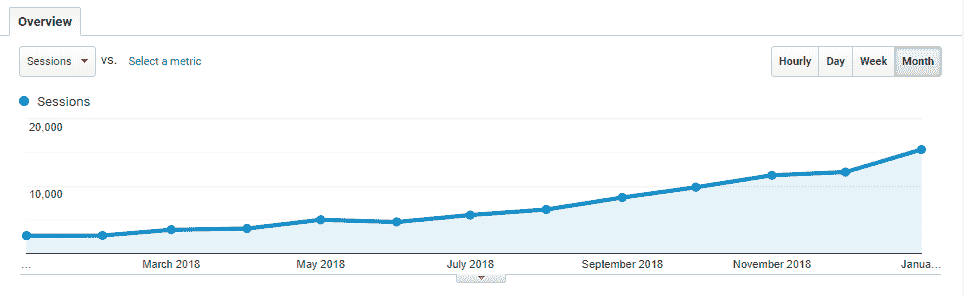 Overview
Sessions VS. Select a metric Hourly Day Week Month
Sessions
20,000
10,000
... March 2018 May 2018 July 2018 September 2018 November 2018 Janua...